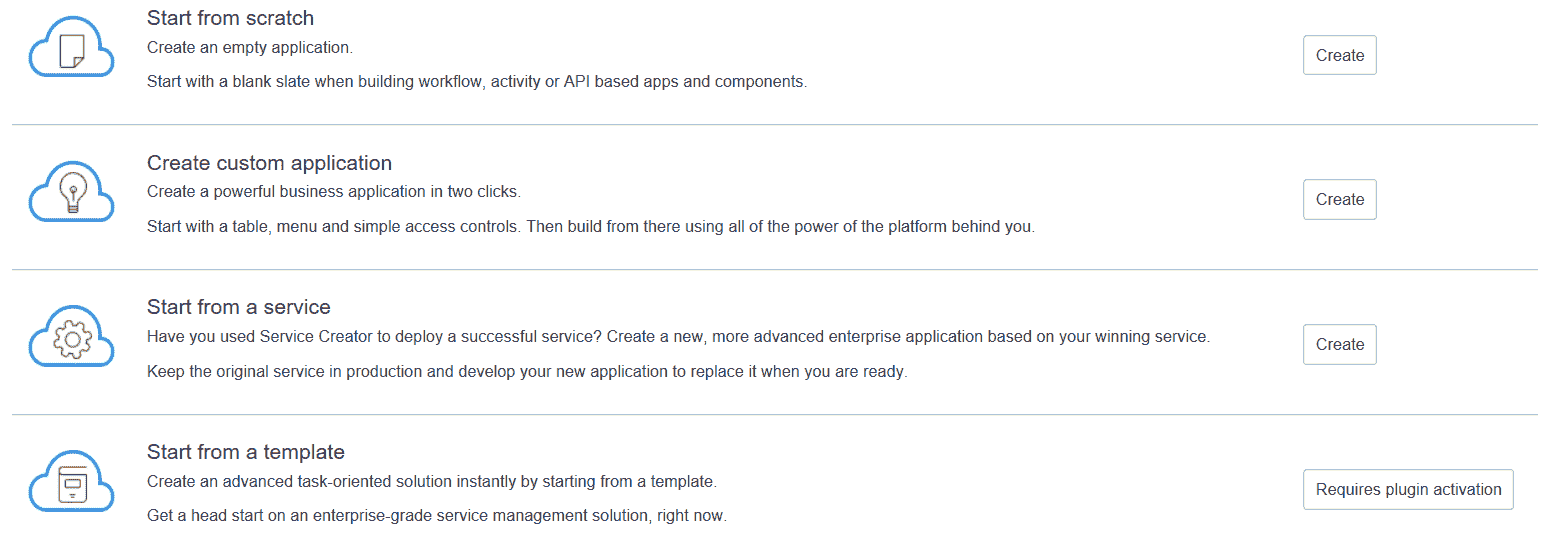 Start from scratch
Create an empty application.
Create
Start with a blank slate when building workflow, activity or API based apps and components.
Create custom application
Create a powerful business application in two clicks.
Create
Start with a table, menu and simple access controls. Then build from there using all of the power of the platform behind you.
Start from a service
Have you used Service Creator to deploy a successful service? Create a new, more advanced enterprise application based on your winning service.
Create
Keep the original service in production and develop your new application to replace it when you are ready.
Start from a template
Create an advanced task-oriented solution instantly by starting from a template.
Requires plugin activation
Get a head start on an enterprise-grade service management solution, right now.